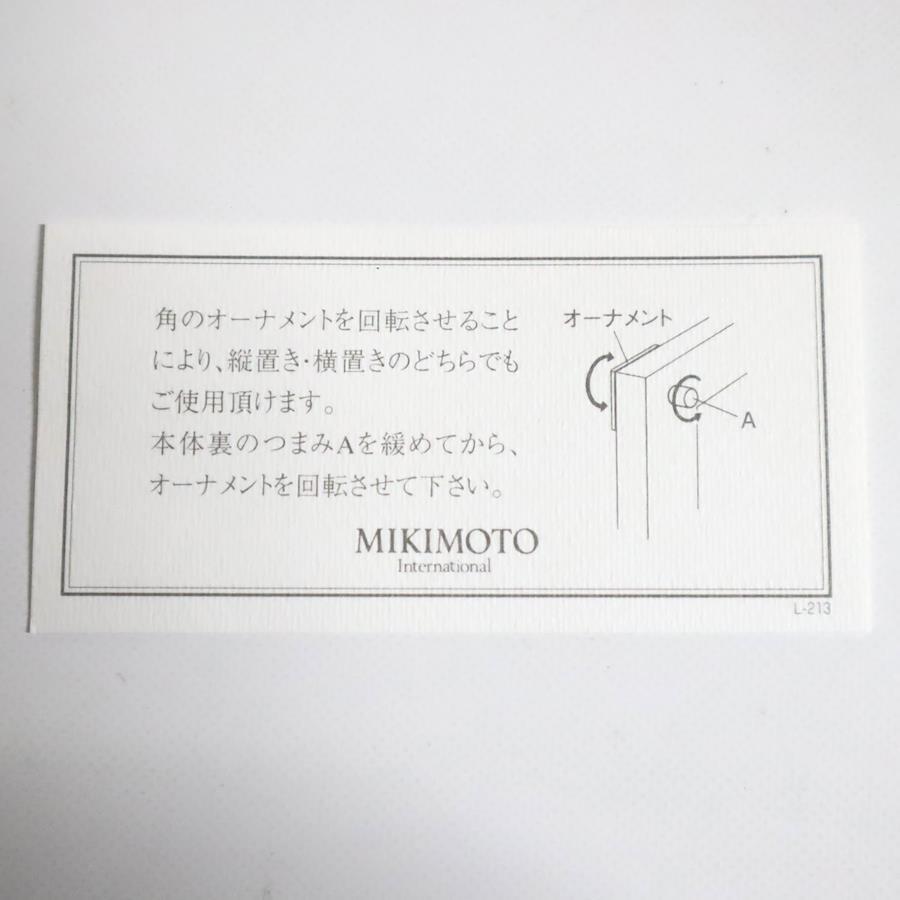 角のオーナメントを回転させること
により、縦置き・横置きのどちらでも
ご使用頂けます。
本体裏のつまみAを緩めてから、
オーナメントを回転させて下さい。
MIKIMOTO
International
オーナメント
A
L-213